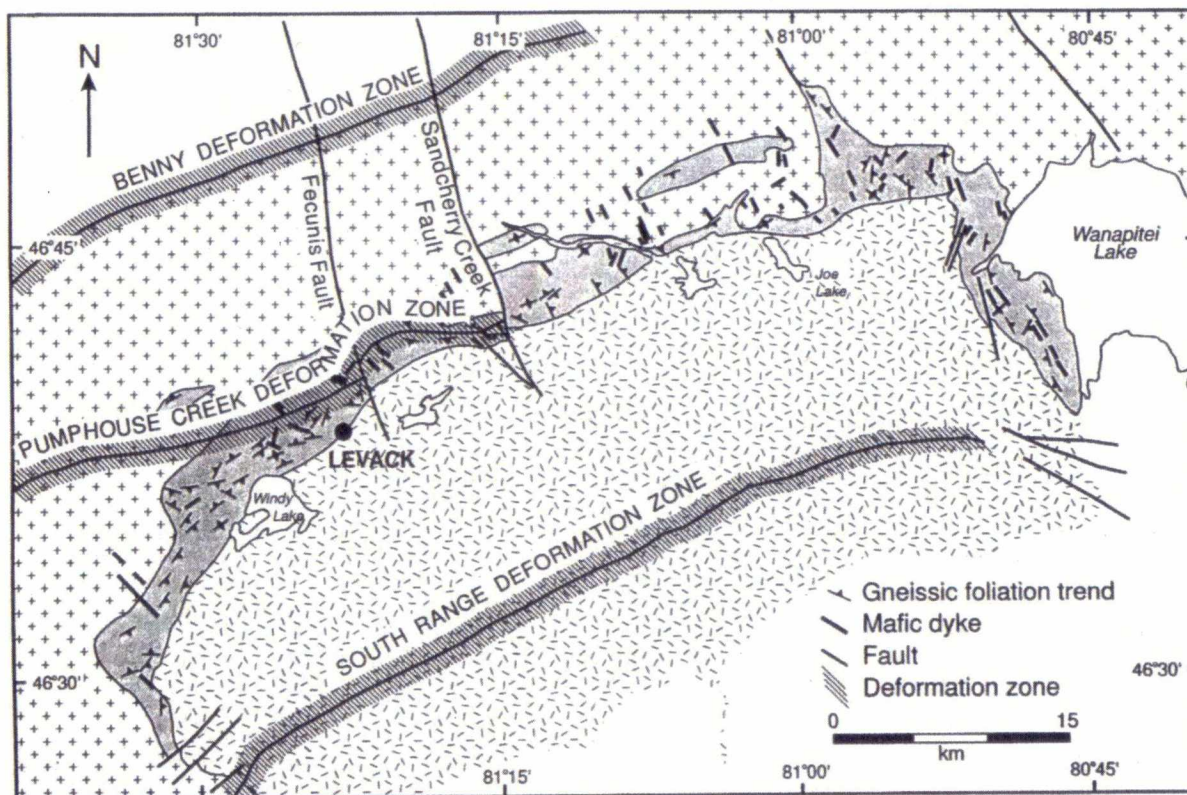 81°30' 81°15' 81°00' 80°45'
N
BENNY DEFORMATION ZONE
Fecunis Fault
Sandcherry Creek
Fault
46°45'
Wanapitei
Lake
Joe
Lake
PUMPHOUSE CREEK DEFORMATION ZONE
LEVACK
Windy
Lake
SOUTH RANGE DEFORMATION ZONE
Gneissic foliation trend
Mafic dyke
Fault
Deformation zone
46°30' 46°30'
0 15
km
81°15' 81°00' 80°45'